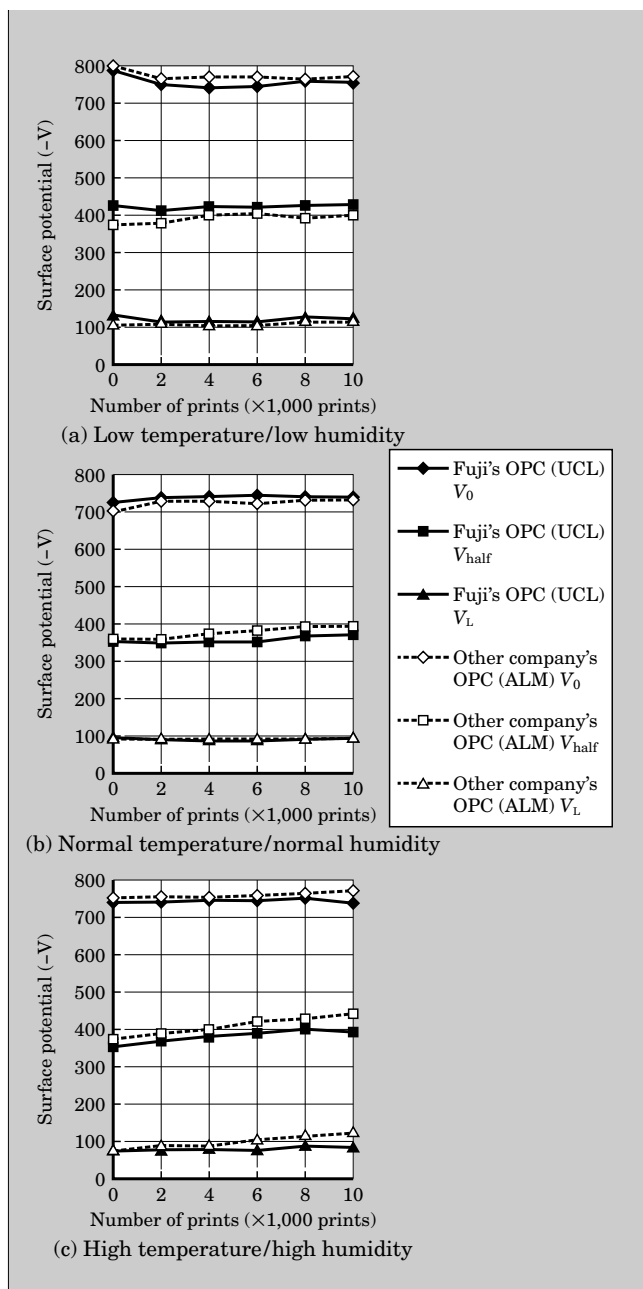 800
700
600
500
400
300
200
100
0
Surface potential (−V)
0 2 4 6 8 10
Number of prints (×1,000 prints)
(a) Low temperature/low humidity
800
700
600
500
400
300
200
100
0
Surface potential (−V)
0 2 4 6 8 10
Number of prints (×1,000 prints)
(b) Normal temperature/normal humidity
Fuji's OPC (UCL)
V0
Fuji's OPC (UCL)
Vhalf
Fuji's OPC (UCL)
VL
Other company's
OPC (ALM) V0
Other company's
OPC (ALM) Vhalf
Other company's
OPC (ALM) VL
800
700
600
500
400
300
200
100
0
Surface potential (−V)
0 2 4 6 8 10
Number of prints (×1,000 prints)
(c) High temperature/high humidity